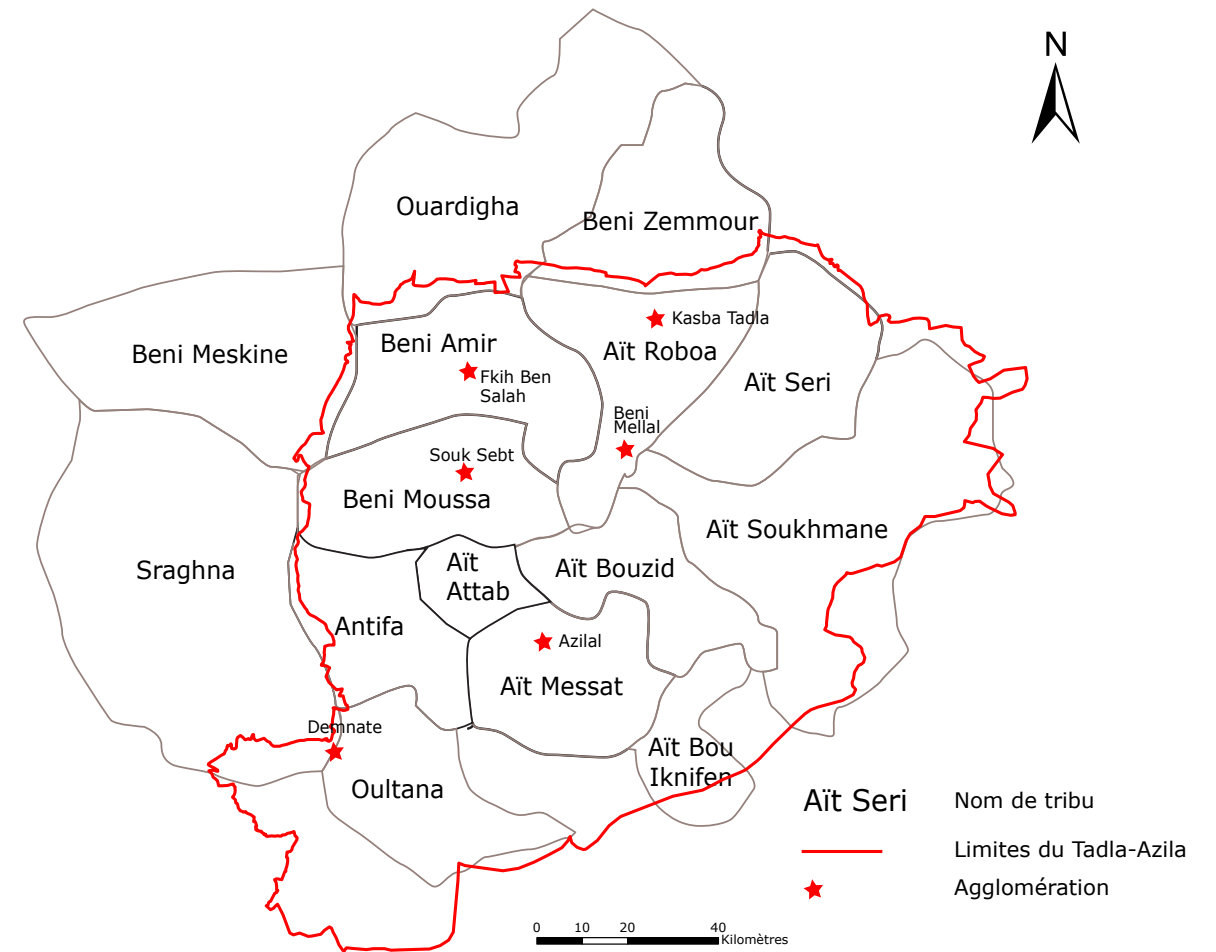 N
Ouardigha
Beni Zemmour
Kasba Tadla
Beni Amir
Aït Roboa
Beni Meskine
Fkih Ben
Salah
Aït Seri
Beni
Mellal
Souk Sebt
Beni Moussa
Aït Soukhmane
Sraghna
Aït
Attab
Aït Bouzid
Antifa
Azilal
Aït Messat
Demnate
Aït Bou
Iknifen
Oultana
Aït Seri
Nom de tribu
Limites du Tadla-Azila
Agglomération
0 10 20 40
Kilomètres